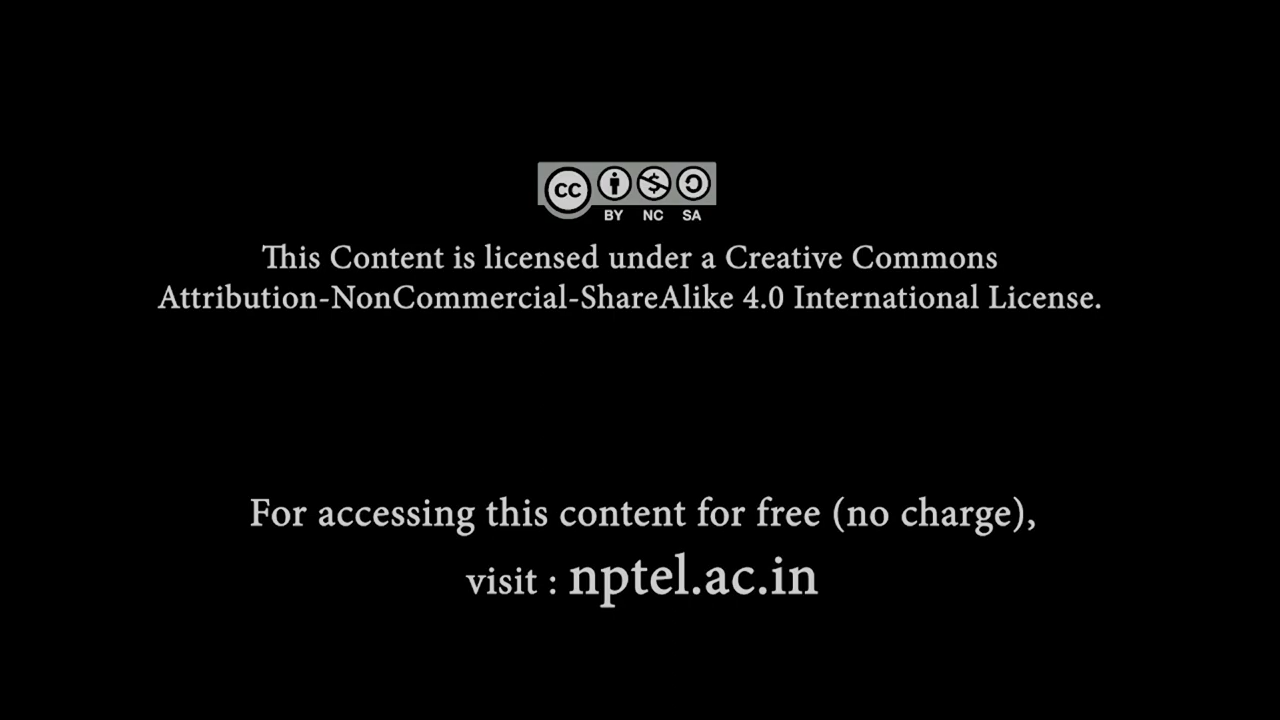 cc
BY NC SA
This Content is licensed under a Creative Commons
Attribution-NonCommercial-ShareAlike 4.0 International License.
For accessing this content for free (no charge),
visit : nptel.ac.in